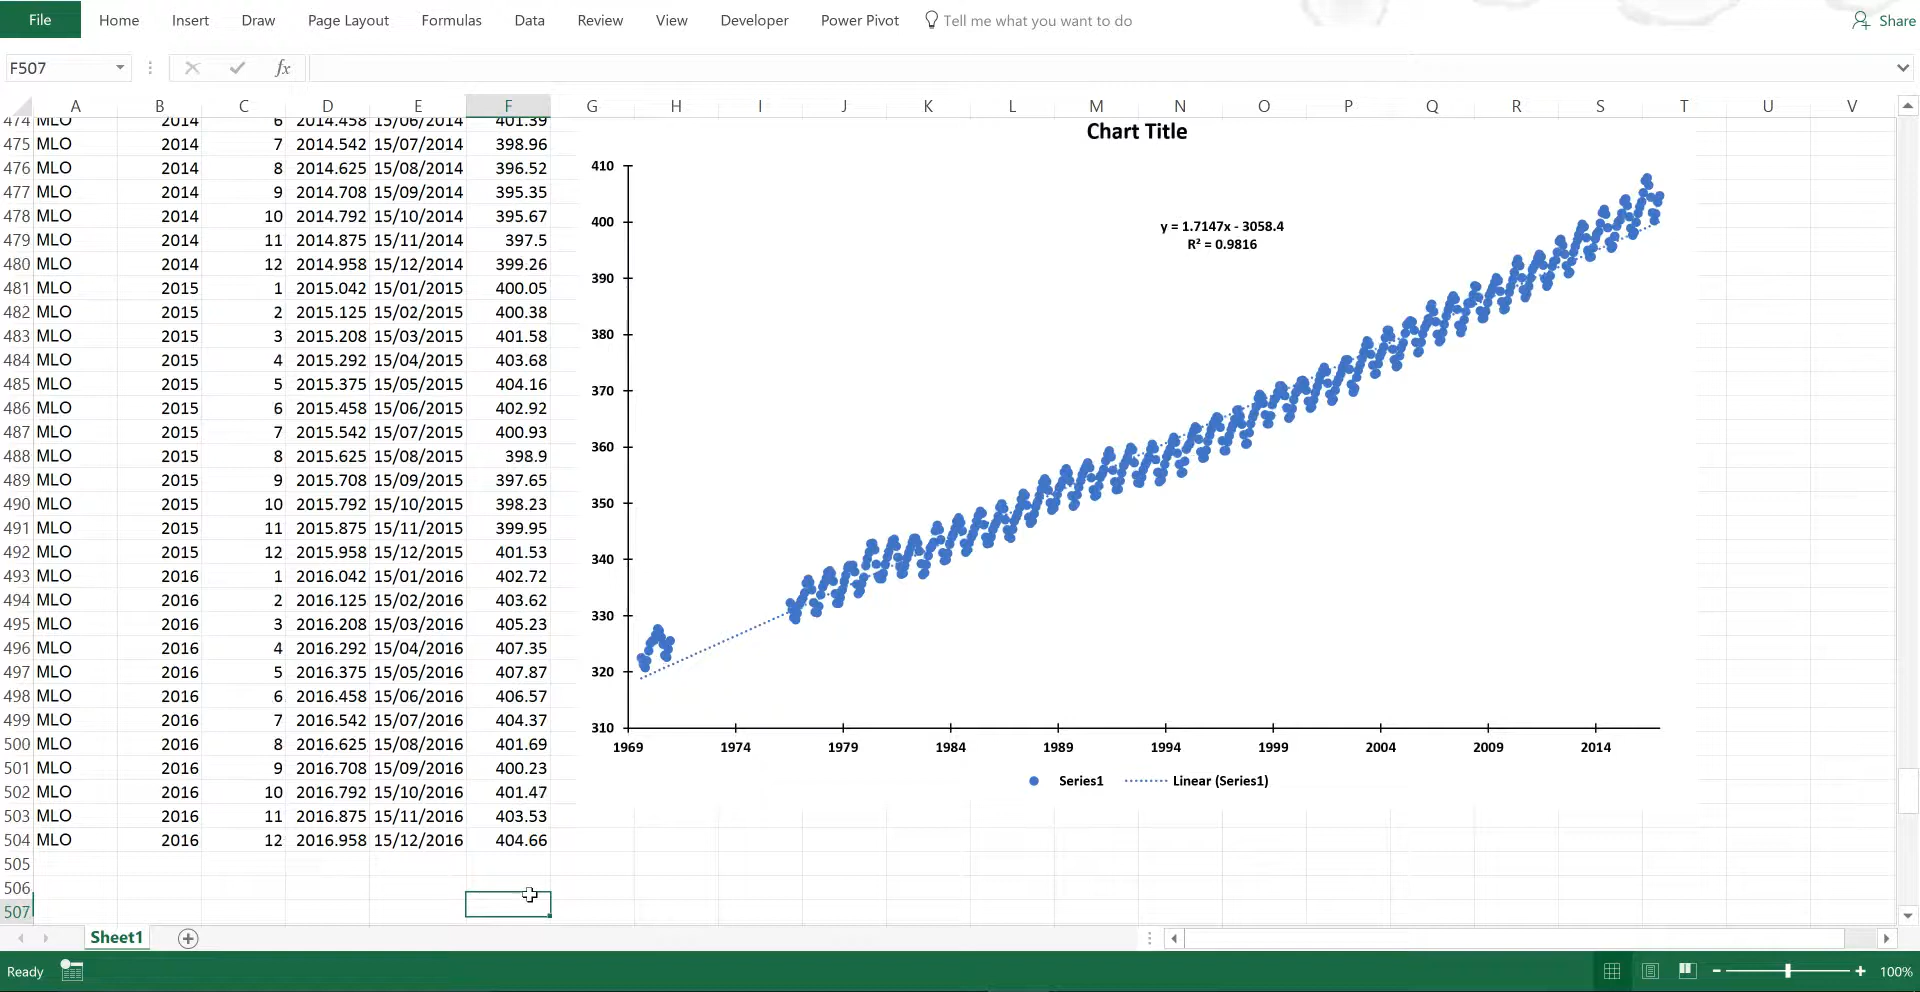 File Home Insert Draw Page Layout Formulas Data Review View Developer Power Pivot Tell me what you want to do Share
F507 fx
A B C D E F G H I J K L M N O P Q R S T U V
474 MLO 2014 6 2014.458 15/06/2014 401.39
475 MLO 2014 7 2014.542 15/07/2014 398.96
476 MLO 2014 8 2014.625 15/08/2014 396.52
477 MLO 2014 9 2014.708 15/09/2014 395.35
478 MLO 2014 10 2014.792 15/10/2014 395.67
479 MLO 2014 11 2014.875 15/11/2014 397.5
480 MLO 2014 12 2014.958 15/12/2014 399.26
481 MLO 2015 1 2015.042 15/01/2015 400.05
482 MLO 2015 2 2015.125 15/02/2015 400.38
483 MLO 2015 3 2015.208 15/03/2015 401.58
484 MLO 2015 4 2015.292 15/04/2015 403.68
485 MLO 2015 5 2015.375 15/05/2015 404.16
486 MLO 2015 6 2015.458 15/06/2015 402.92
487 MLO 2015 7 2015.542 15/07/2015 400.93
488 MLO 2015 8 2015.625 15/08/2015 398.9
489 MLO 2015 9 2015.708 15/09/2015 397.65
490 MLO 2015 10 2015.792 15/10/2015 398.23
491 MLO 2015 11 2015.875 15/11/2015 399.95
492 MLO 2015 12 2015.958 15/12/2015 401.53
493 MLO 2016 1 2016.042 15/01/2016 402.72
494 MLO 2016 2 2016.125 15/02/2016 403.62
495 MLO 2016 3 2016.208 15/03/2016 405.23
496 MLO 2016 4 2016.292 15/04/2016 407.35
497 MLO 2016 5 2016.375 15/05/2016 407.87
498 MLO 2016 6 2016.458 15/06/2016 406.57
499 MLO 2016 7 2016.542 15/07/2016 404.37
500 MLO 2016 8 2016.625 15/08/2016 401.69
501 MLO 2016 9 2016.708 15/09/2016 400.23
502 MLO 2016 10 2016.792 15/10/2016 401.47
503 MLO 2016 11 2016.875 15/11/2016 403.53
504 MLO 2016 12 2016.958 15/12/2016 404.66
505
506
507
Chart Title
410
400
390
380
370
360
350
340
330
320
310
y = 1.7147x - 3058.4
R² = 0.9816
1969 1974 1979 1984 1989 1994 1999 2004 2009 2014
Series1 Linear (Series1)
Sheet1
Ready 100%